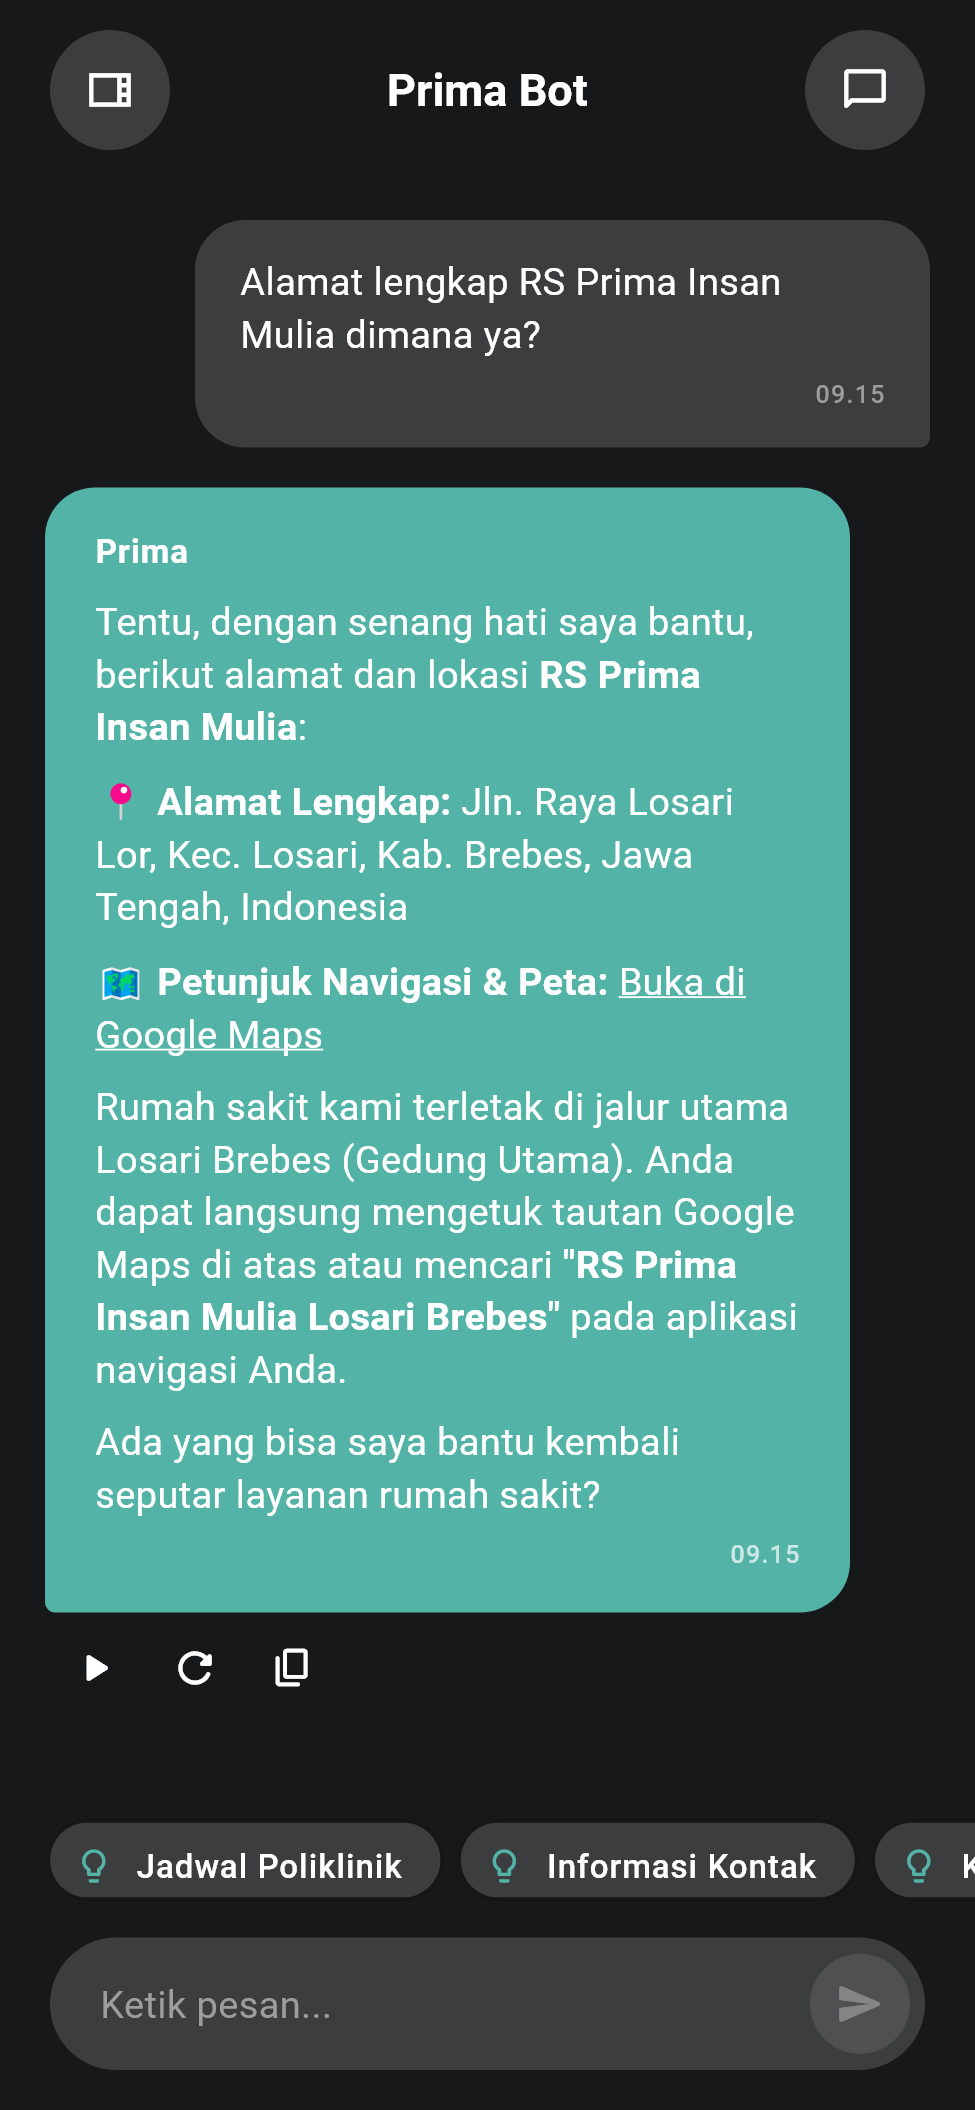 Prima Bot
Alamat lengkap RS Prima Insan
Mulia dimana ya?
09.15
Prima
Tentu, dengan senang hati saya bantu,
berikut alamat dan lokasi RS Prima
Insan Mulia:
📍 Alamat Lengkap: Jln. Raya Losari
Lor, Kec. Losari, Kab. Brebes, Jawa
Tengah, Indonesia
🗺️ Petunjuk Navigasi & Peta: Buka di
Google Maps
Rumah sakit kami terletak di jalur utama
Losari Brebes (Gedung Utama). Anda
dapat langsung mengetuk tautan Google
Maps di atas atau mencari "RS Prima
Insan Mulia Losari Brebes" pada aplikasi
navigasi Anda.
Ada yang bisa saya bantu kembali
seputar layanan rumah sakit?
09.15
Jadwal Poliklinik
Informasi Kontak
Ketik pesan...